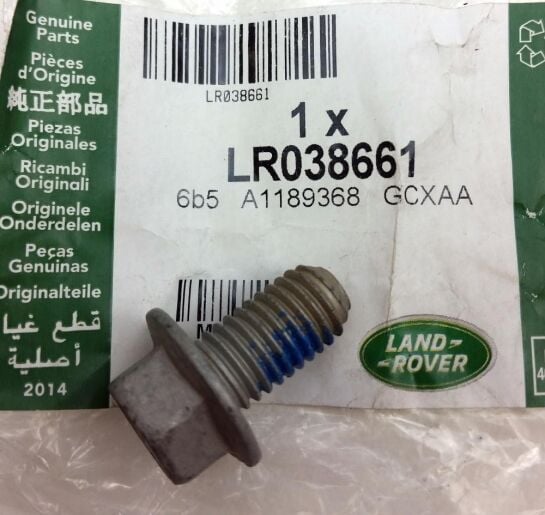 Genuine
Parts
Pièces
d'Origine
純正部品
Piezas
Originales
Ricambi
Originali
Originele
Onderdelen
Peças
Genuinas
Originalteile
قطع غيا
أصلية
2014
LR038661
1 x
LR038661
6b5 A1189368 GCXAA
LAND-
-ROVER